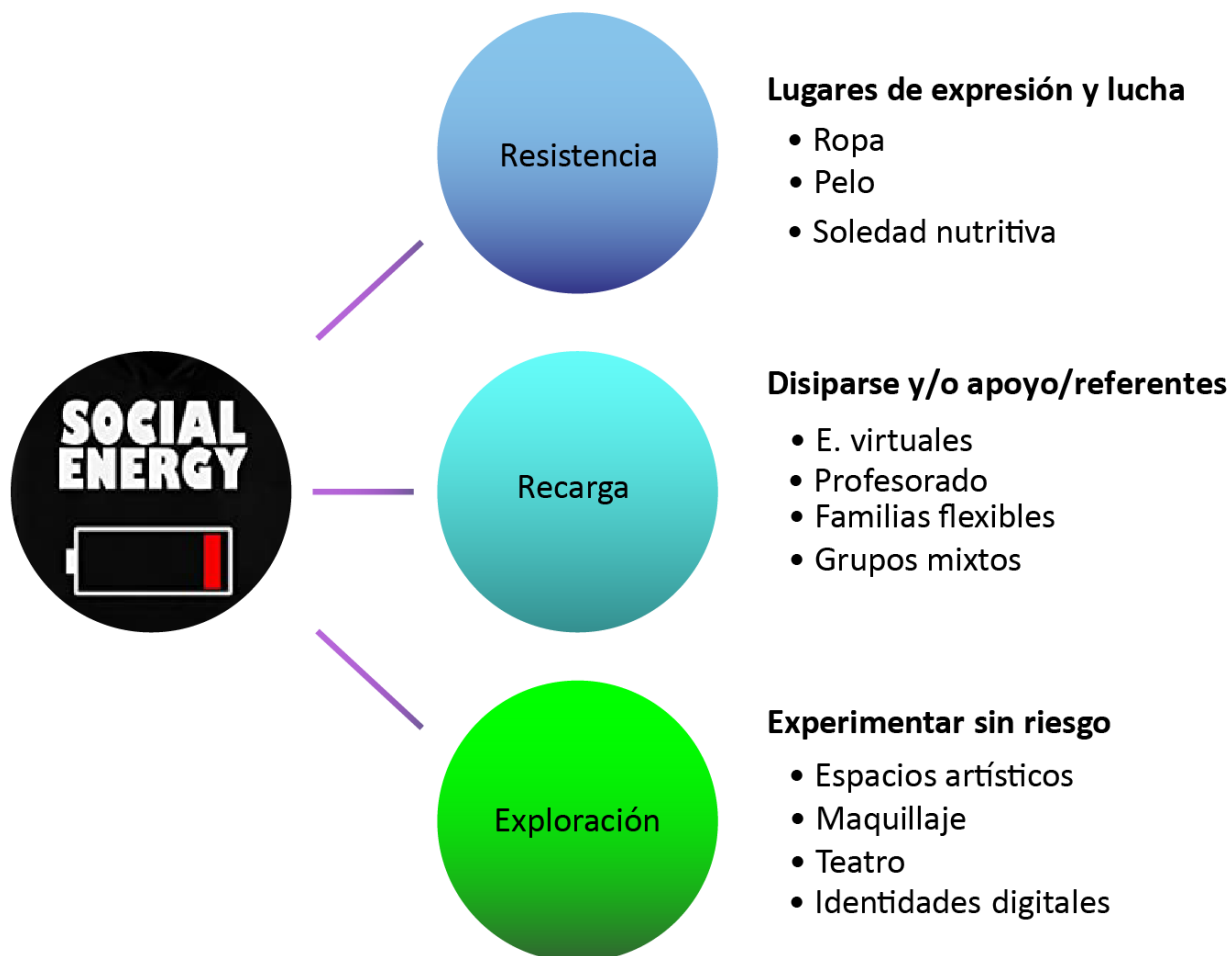 SOCIAL
ENERGY
Resistencia
Lugares de expresión y lucha
• Ropa
• Pelo
• Soledad nutritiva
Recarga
Disiparse y/o apoyo/referentes
• E. virtuales
• Profesorado
• Familias flexibles
• Grupos mixtos
Exploración
Experimentar sin riesgo
• Espacios artísticos
• Maquillaje
• Teatro
• Identidades digitales